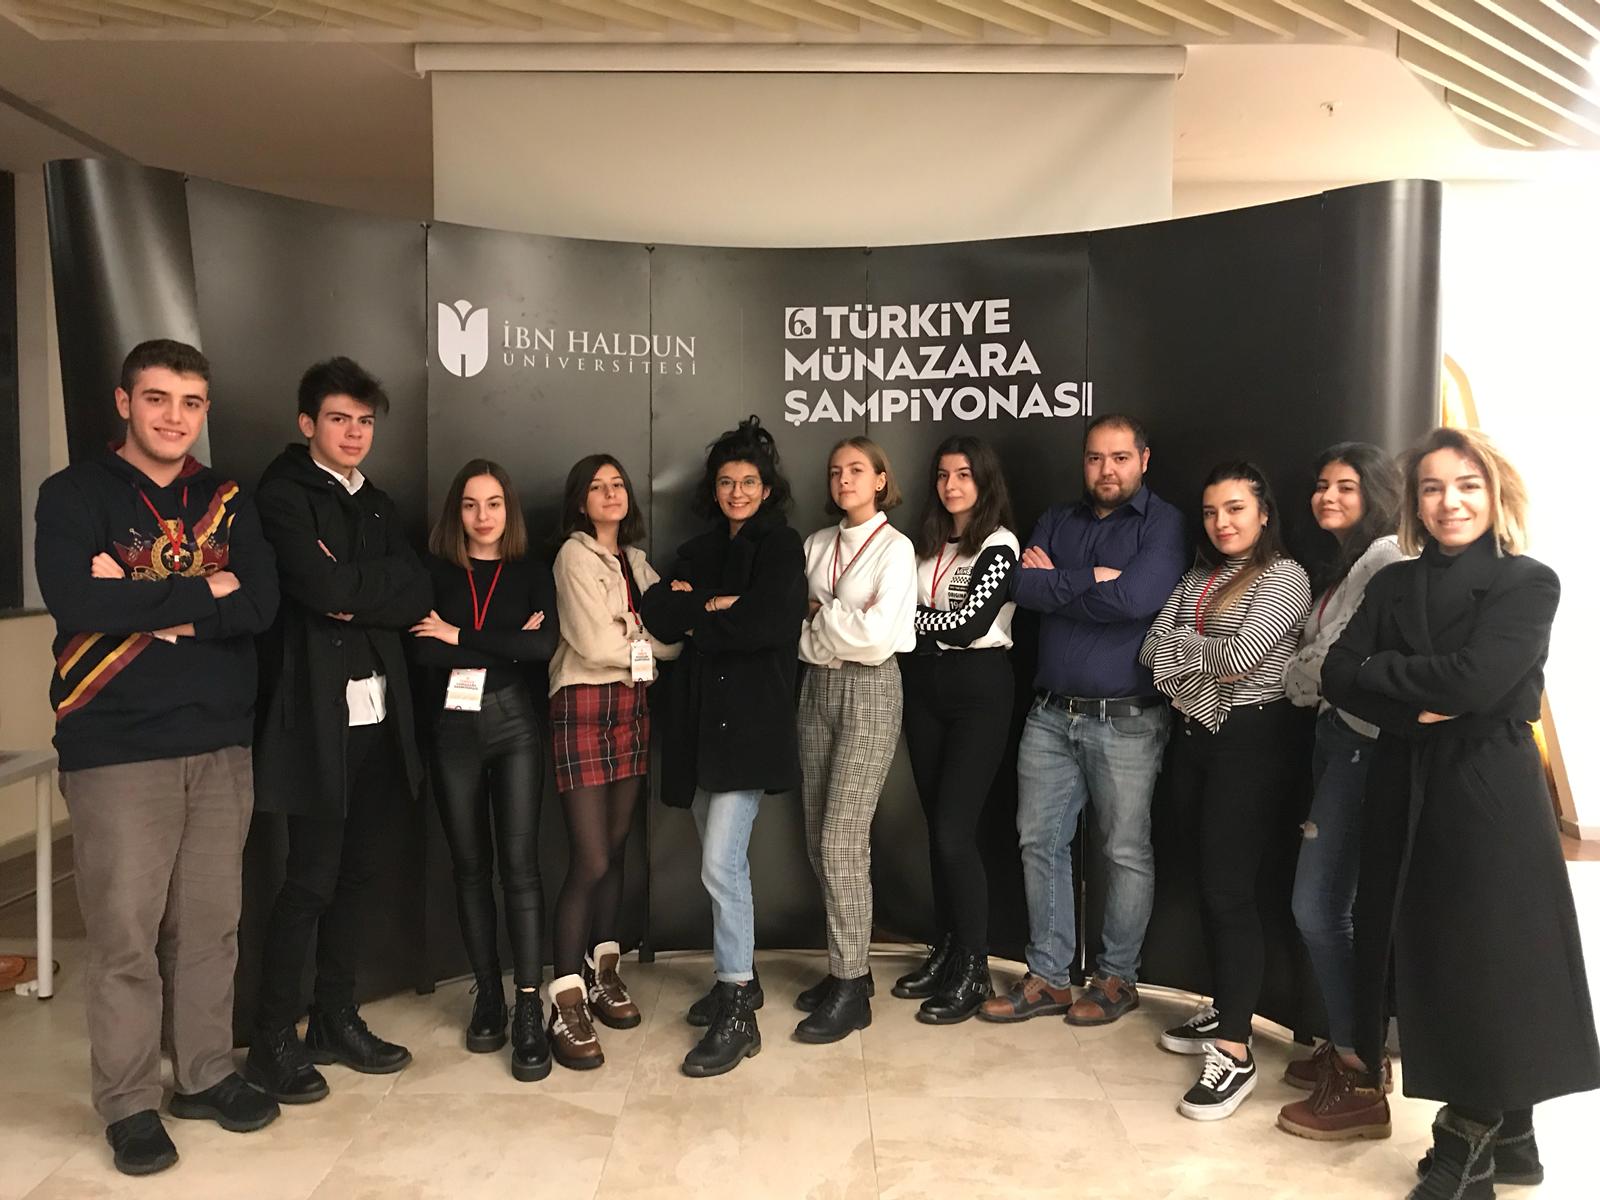 İBN HALDUN
ÜNİVERSİTESİ
6. TÜRKİYE
MÜNAZARA
ŞAMPİYONASI